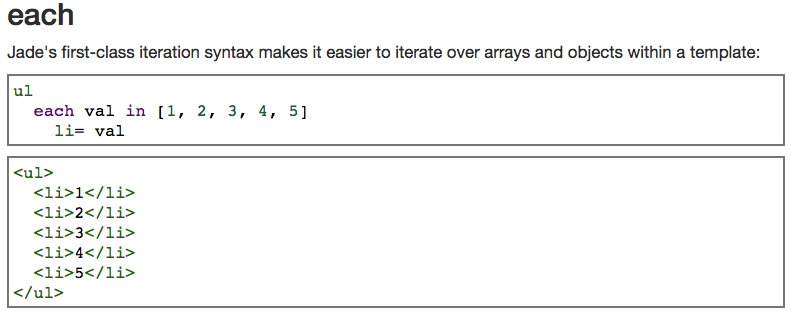 each
Jade's first-class iteration syntax makes it easier to iterate over arrays and objects within a template:
ul
  each val in [1, 2, 3, 4, 5]
    li= val
<ul>
  <li>1</li>
  <li>2</li>
  <li>3</li>
  <li>4</li>
  <li>5</li>
</ul>